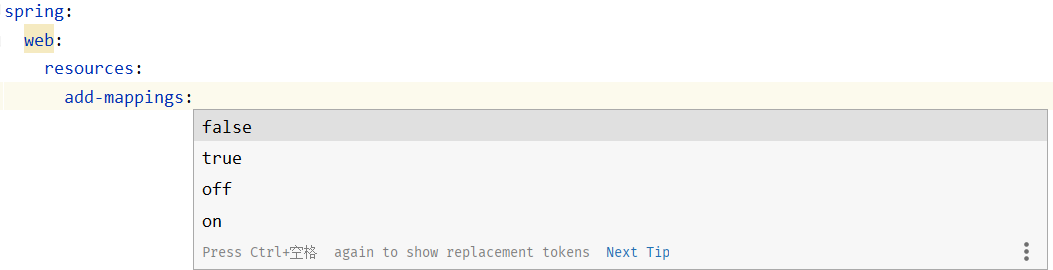 spring:
web:
resources:
add-mappings:
false
true
off
on
Press Ctrl+空格 again to show replacement tokens Next Tip